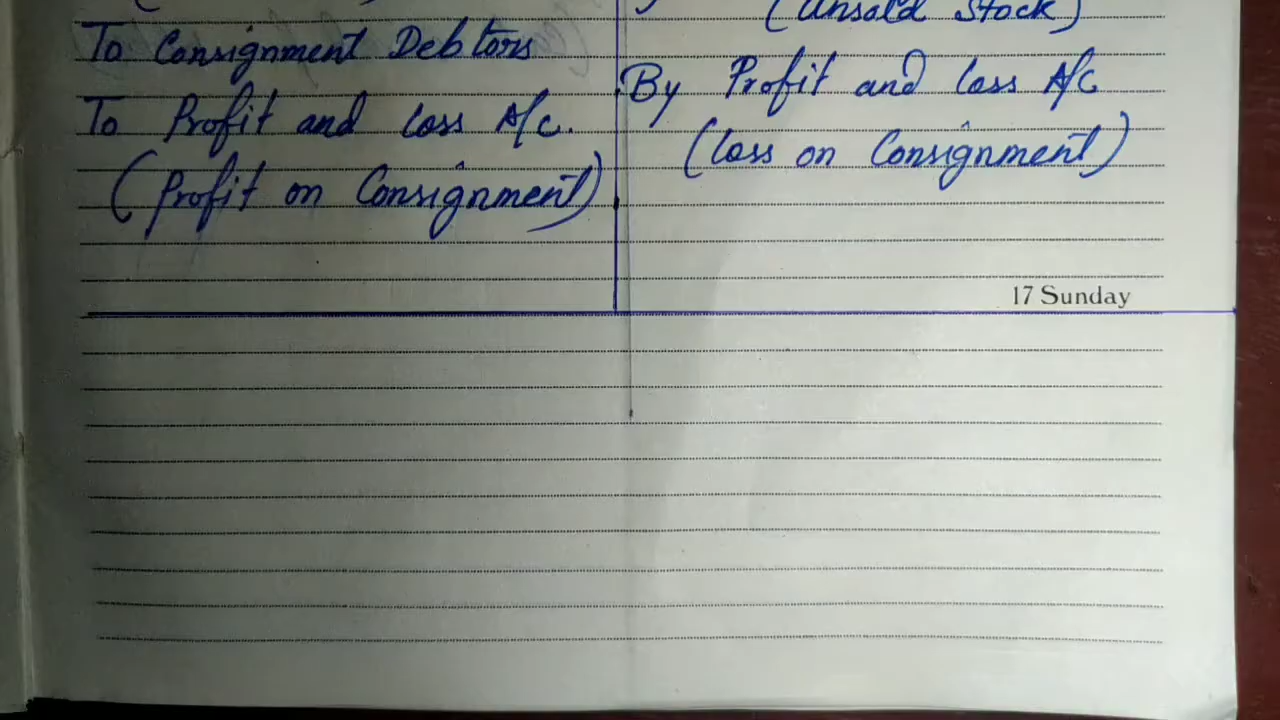 To Consignment Debtors
To Profit and Loss A/c.
(Profit on Consignment)
(Unsold Stock)
By Profit and Loss A/c
(Loss on Consignment)
17 Sunday